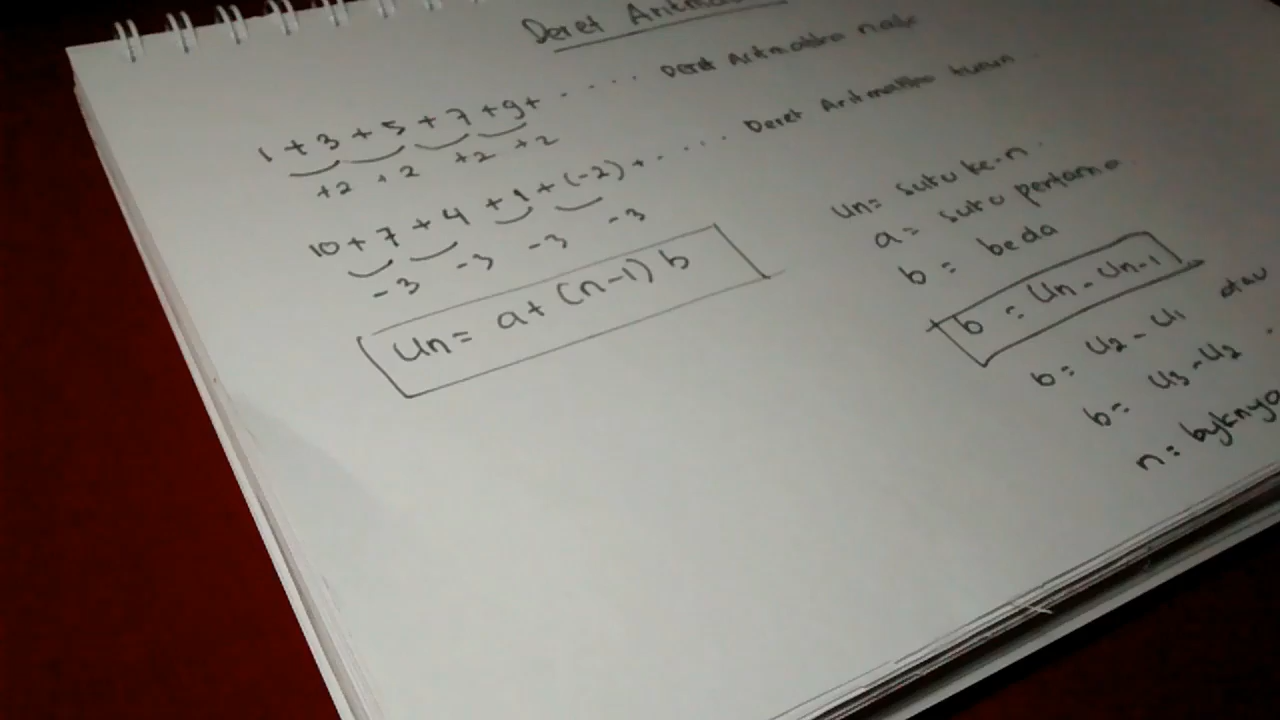 Deret Aritma
1 + 3 + 5 + 7 + 9 + ..... Deret Aritmatika naik
+2 +2 +2 +2
10 + 7 + 4 + 1 + (-2) + ..... Deret Aritmatika turun
-3 -3 -3 -3
Un = a + (n-1) b
Un = suku ke-n
a = suku pertama
b = beda
b = Un - Un-1
b = U2 - U1 atau
b = U3 - U2
n = byknya